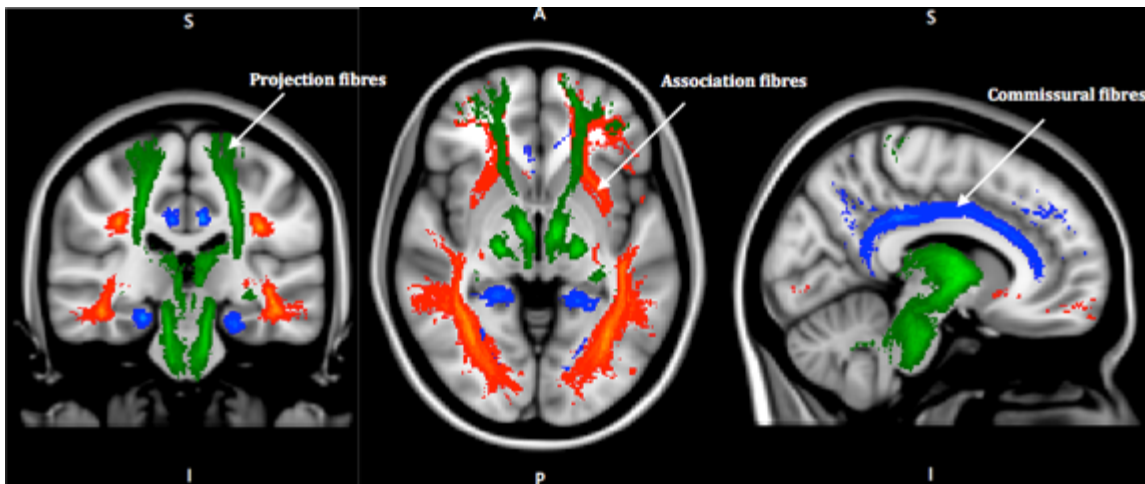 S
A
S
Projection fibres
Association fibres
Commissural fibres
I
P
I